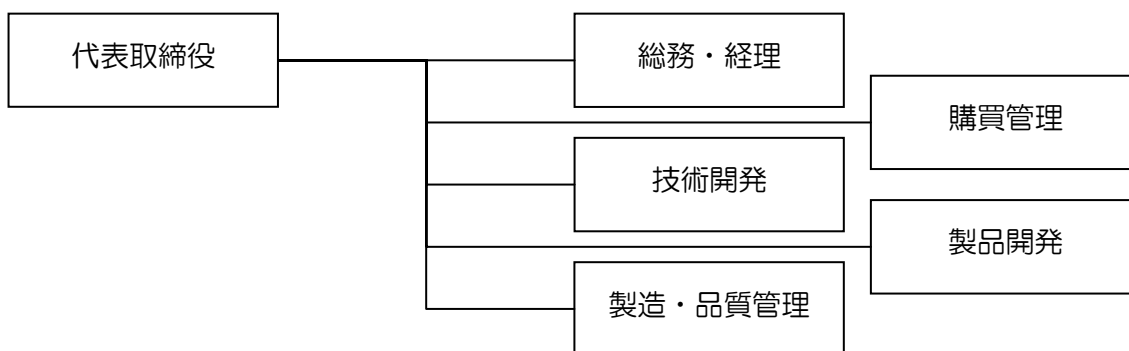 代表取締役
総務・経理
購買管理
技術開発
製品開発
製造・品質管理